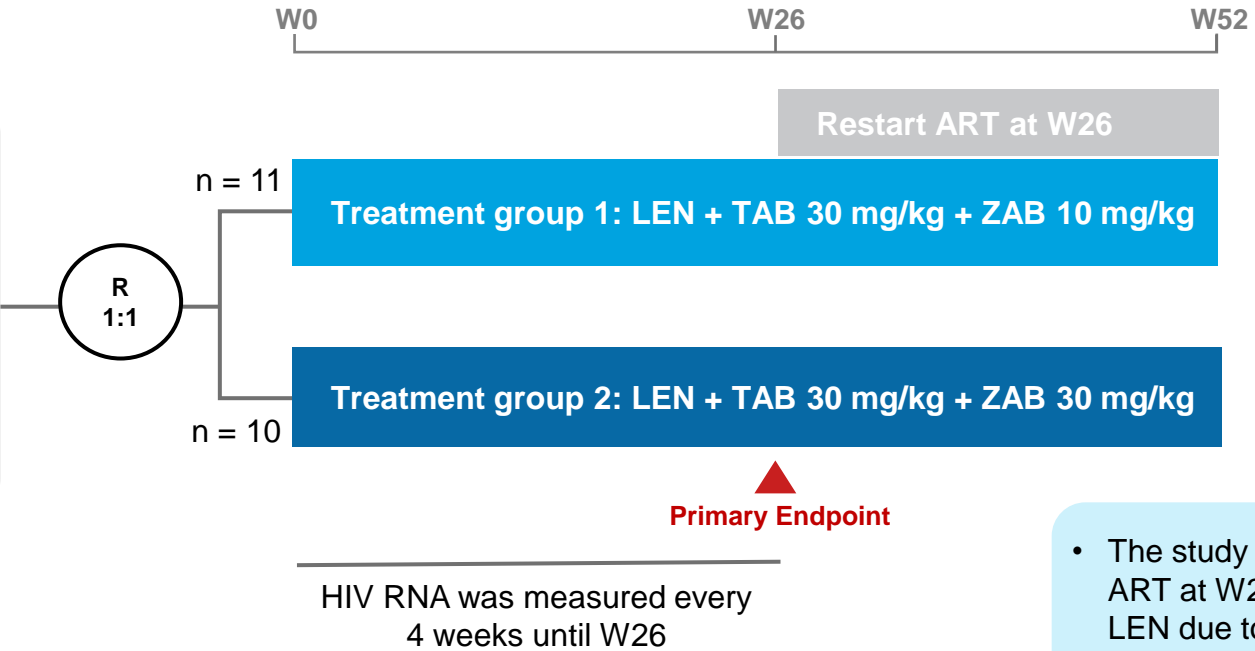 W0 W26 W52
Restart ART at W26
n = 11
Treatment group 1: LEN + TAB 30 mg/kg + ZAB 10 mg/kg
R
1:1
Treatment group 2: LEN + TAB 30 mg/kg + ZAB 30 mg/kg
n = 10
Primary Endpoint
HIV RNA was measured every
4 weeks until W26
• The study
ART at W2
LEN due to